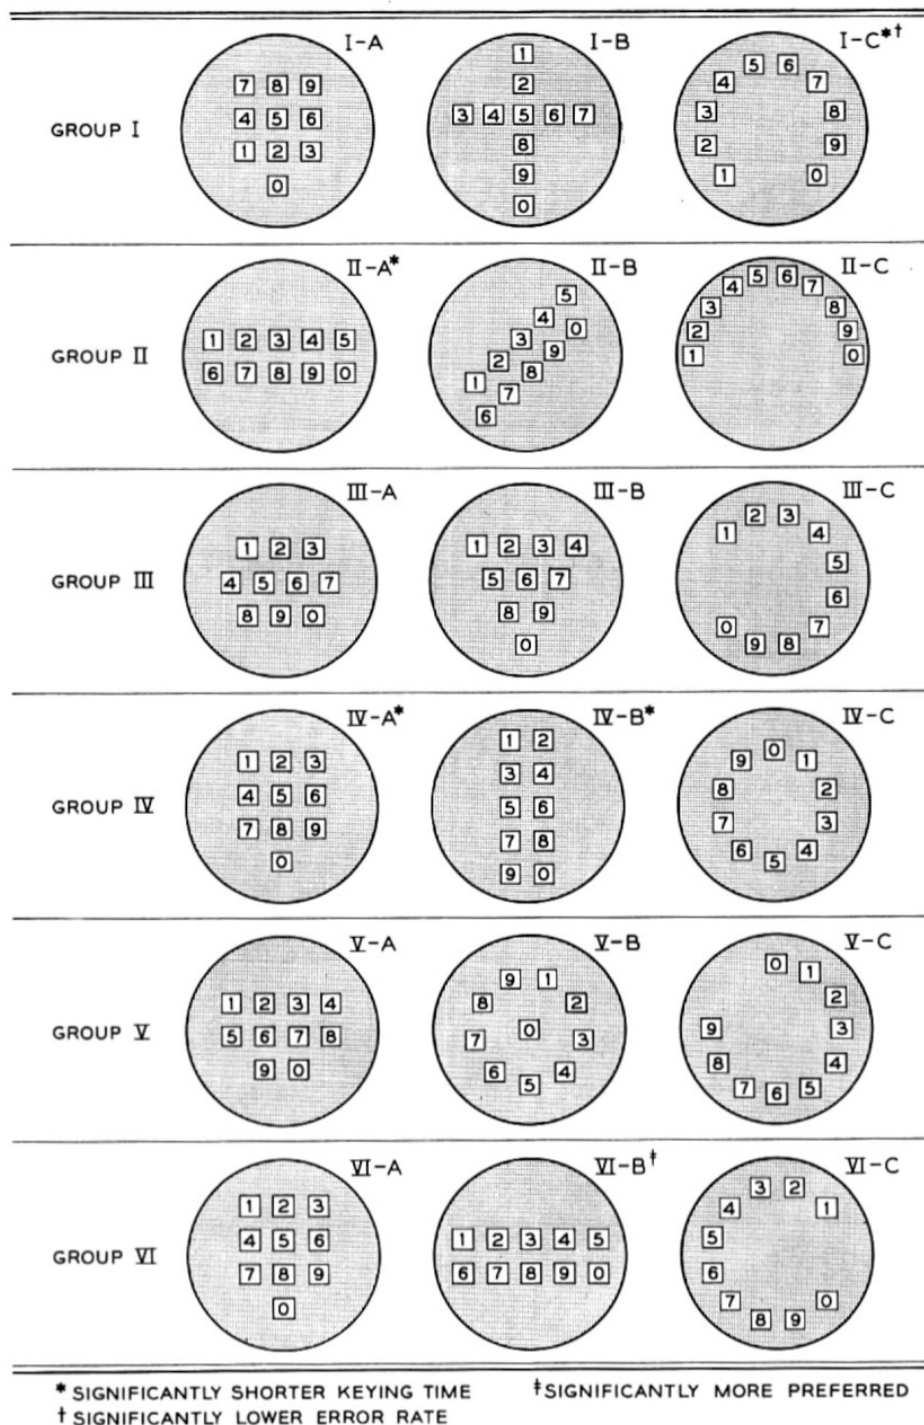 GROUP I
I-A
7 8 9
4 5 6
1 2 3
0
I-B
1
2
3 4 5 6 7
8
9
0
I-C*†
1 2 3 4 5 6 7 8 9 0
GROUP II
II-A*
1 2 3 4 5
6 7 8 9 0
II-B
1 2 3 4 5
6 7 8 9 0
II-C
1 2 3 4 5 6 7 8 9 0
GROUP III
III-A
1 2 3
4 5 6 7
8 9 0
III-B
1 2 3 4
5 6 7
8 9
0
III-C
1 2 3 4 5 6 7 8 9 0
GROUP IV
IV-A*
1 2 3
4 5 6
7 8 9
0
IV-B*
1 2
3 4
5 6
7 8
9 0
IV-C
0 1 2 3 4 5 6 7 8 9
GROUP V
V-A
1 2 3 4
5 6 7 8
9 0
V-B
1 2 3 4 5 6 7 8 9
0
V-C
0 1 2 3 4 5 6 7 8 9
GROUP VI
VI-A
1 2 3
4 5 6
7 8 9
0
VI-B‡
1 2 3 4 5
6 7 8 9 0
VI-C
1 2 3 4 5 6 7 8 9 0
* SIGNIFICANTLY SHORTER KEYING TIME
‡ SIGNIFICANTLY MORE PREFERRED
† SIGNIFICANTLY LOWER ERROR RATE